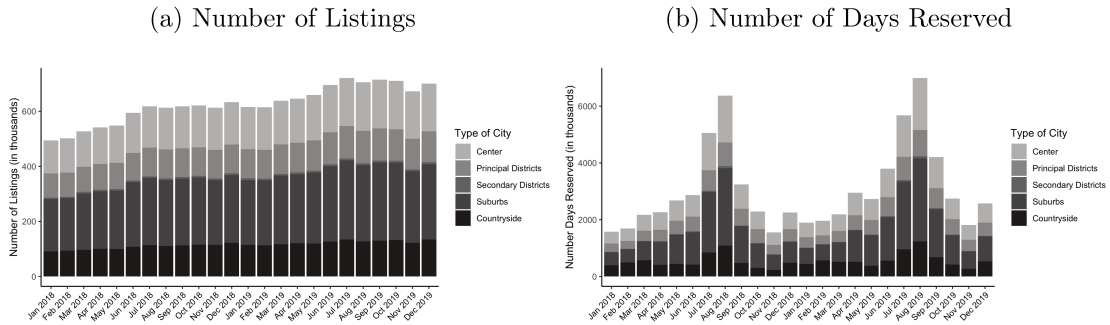 (a) Number of Listings
Number of Listings (in thousands)
600
400
200
0
Jan 2018
Feb 2018
Mar 2018
Apr 2018
May 2018
Jun 2018
Jul 2018
Aug 2018
Sep 2018
Oct 2018
Nov 2018
Dec 2018
Jan 2019
Feb 2019
Mar 2019
Apr 2019
May 2019
Jun 2019
Jul 2019
Aug 2019
Sep 2019
Oct 2019
Nov 2019
Dec 2019
Type of City
Center
Principal Districts
Secondary Districts
Suburbs
Countryside
(b) Number of Days Reserved
Number Days Reserved (in thousands)
6000
4000
2000
0
Jan 2018
Feb 2018
Mar 2018
Apr 2018
May 2018
Jun 2018
Jul 2018
Aug 2018
Sep 2018
Oct 2018
Nov 2018
Dec 2018
Jan 2019
Feb 2019
Mar 2019
Apr 2019
May 2019
Jun 2019
Jul 2019
Aug 2019
Sep 2019
Oct 2019
Nov 2019
Dec 2019
Type of City
Center
Principal Districts
Secondary Districts
Suburbs
Countryside